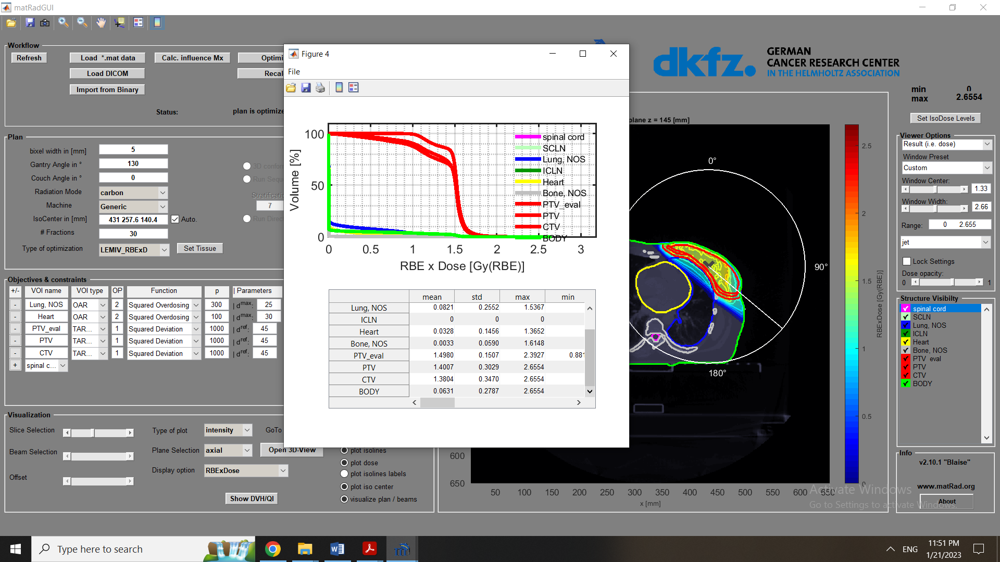 matRadGUI
Workflow
Refresh
Load *.mat data
Calc. influence Mx
Optimi
Load DICOM
Recal
Import from Binary
Status:
plan is optimize
Plan
bixel width in [mm]
5
Gantry Angle in °
130
Couch Angle in °
0
Radiation Mode
carbon
Machine
Generic
IsoCenter in [mm]
431 257.6 140.4
Auto.
# Fractions
30
Type of optimization
LEMIV_RBExD
Set Tissue
3D confor
Run Sequ
Stratificatio
7
Run Direc
Objectives & constraints
+/- VOI name VOI type OP Function p | Parameters
- Lung, NOS OAR 2 Squared Overdosing 300 | dmax: 25
- Heart OAR 2 Squared Overdosing 100 | dmax: 30
- PTV_eval TAR... 1 Squared Deviation 1000 | dref: 45
- PTV TAR... 1 Squared Deviation 1000 | dref: 45
- CTV TAR... 1 Squared Deviation 1000 | dref: 45
+ spinal c...
Visualization
Slice Selection
Type of plot
intensity
GoTo
Beam Selection
Plane Selection
axial
Open 3D-View
Offset
Display option
RBExDose
Show DVH/QI
plot isolines
plot dose
plot isolines labels
plot iso center
visualize plan / beams
Figure 4
File
Volume [%]
100
50
0
0 0.5 1 1.5 2 2.5 3
RBE x Dose [Gy(RBE)]
spinal cord
SCLN
Lung, NOS
ICLN
Heart
Bone, NOS
PTV_eval
PTV
CTV
BODY
mean std max min
Lung, NOS 0.0821 0.2552 1.5367
ICLN 0 0 0
Heart 0.0328 0.1456 1.3652
Bone, NOS 0.0033 0.0590 1.6148
PTV_eval 1.4980 0.1507 2.3927 0.881
PTV 1.4007 0.3029 2.6554
CTV 1.3804 0.3470 2.6554
BODY 0.0631 0.2787 2.6554
dkfz.
GERMAN
CANCER RESEARCH CENTER
IN THE HELMHOLTZ ASSOCIATION
plane z = 145 [mm]
0°
90°
180°
600
650
50 100 150 200 250 300 350 400 450 500 550 600 650
x [mm]
2.5
2
1.5
1
0.5
0
RBExDose [Gy(RBE)]
min 0
max 2.6554
Set IsoDose Levels
Viewer Options
Result (i.e. dose)
Window Preset
Custom
Window Center:
1.33
Window Width:
2.66
Range: 0 2.655
jet
Lock Settings
Dose opacity:
0 1
Structure Visibilty
spinal cord
SCLN
Lung, NOS
ICLN
Heart
Bone, NOS
PTV_eval
PTV
CTV
BODY
Info
v2.10.1 "Blaise"
www.matRad.org
About
Activate Windows
Go to Settings to activate Windows.
Type here to search
ENG
11:51 PM
1/21/2023